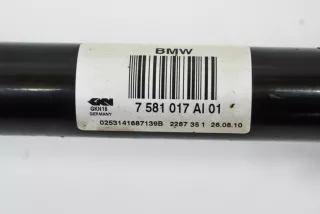 BMW
7 581 017 AI 01
GKN
GKN18
GERMANY
0253141687139B 2287 35 1 26.08.10